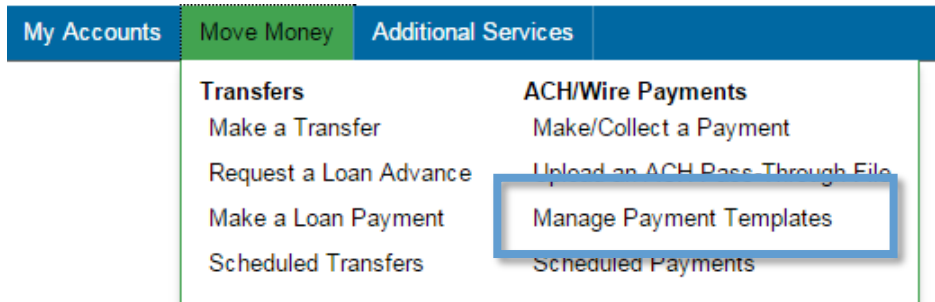 My Accounts Move Money Additional Services
Transfers
Make a Transfer
Request a Loan Advance
Make a Loan Payment
Scheduled Transfers
ACH/Wire Payments
Make/Collect a Payment
Upload an ACH Pass-Through File
Manage Payment Templates
Scheduled Payments